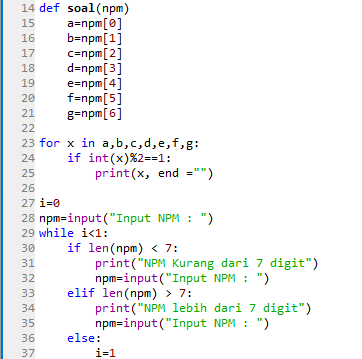 14 def soal(npm)
15     a=npm[0]
16     b=npm[1]
17     c=npm[2]
18     d=npm[3]
19     e=npm[4]
20     f=npm[5]
21     g=npm[6]
22
23 for x in a,b,c,d,e,f,g:
24     if int(x)%2==1:
25         print(x, end ="")
26
27 i=0
28 npm=input("Input NPM : ")
29 while i<1:
30     if len(npm) < 7:
31         print("NPM Kurang dari 7 digit")
32         npm=input("Input NPM : ")
33     elif len(npm) > 7:
34         print("NPM lebih dari 7 digit")
35         npm=input("Input NPM : ")
36     else:
37         i=1